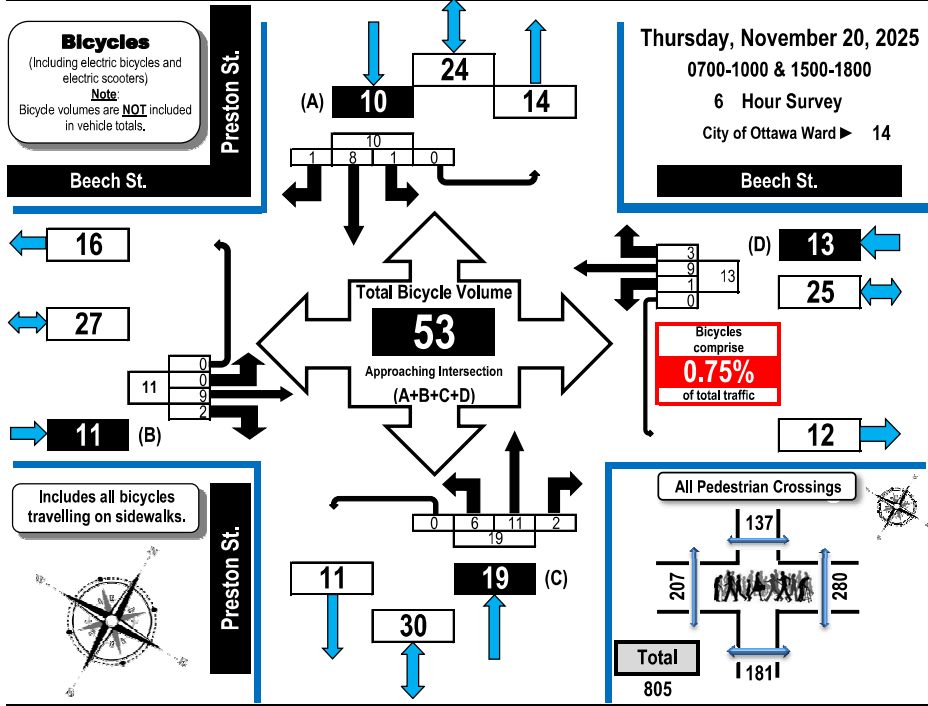 Bicycles
(Including electric bicycles and
electric scooters)
Note:
Bicycle volumes are NOT included
in vehicle totals.
Preston St.
Beech St.
(A)
10
24
14
10
1 8 1 0
Thursday, November 20, 2025
0700-1000 & 1500-1800
6 Hour Survey
City of Ottawa Ward ► 14
Beech St.
16
27
0
0
9
2
11
11
(B)
Total Bicycle Volume
53
Approaching Intersection
(A+B+C+D)
3
9
1
0
13
(D)
13
25
Bicycles
comprise
0.75%
of total traffic
12
Includes all bicycles
travelling on sidewalks.
Preston St.
0 6 11 2
19
11
30
19
(C)
All Pedestrian Crossings
137
207
280
181
Total
805